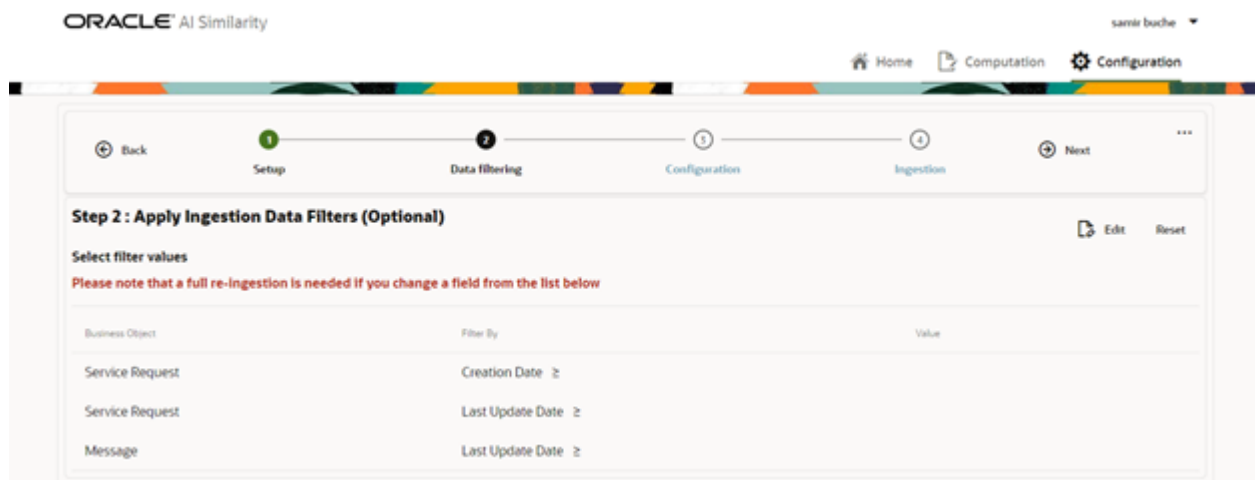 ORACLE AI Similarity
samir buche
Home Computation Configuration
Back 1 2 3 4 Next ...
Setup Data filtering Configuration Ingestion
Step 2 : Apply Ingestion Data Filters (Optional)
Edit Reset
Select filter values
Please note that a full re-ingestion is needed if you change a field from the list below
Business Object Filter By Value
Service Request Creation Date ≥
Service Request Last Update Date ≥
Message Last Update Date ≥